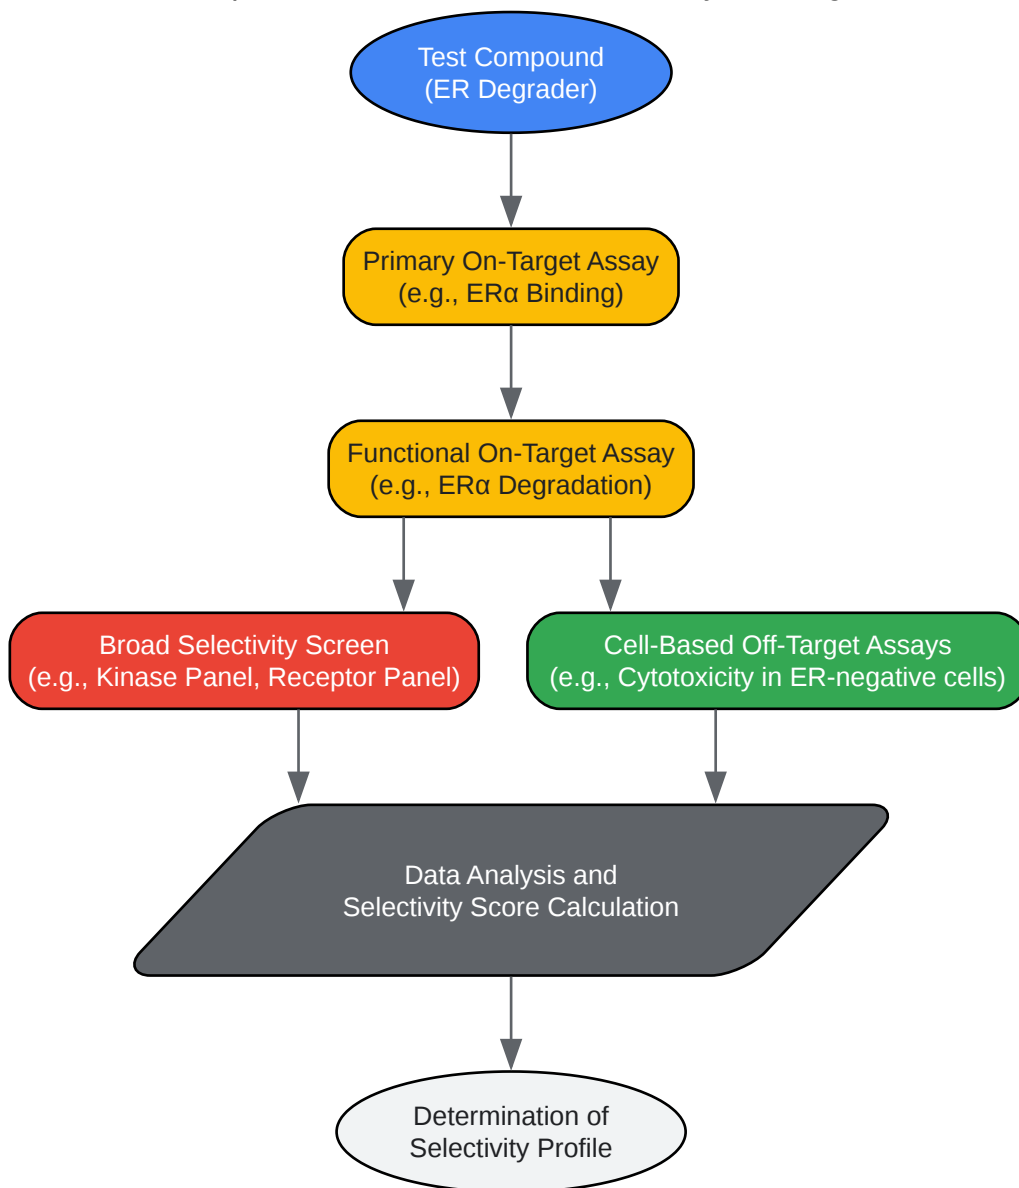 Test Compound
(ER Degrader)
Primary On-Target Assay
(e.g., ERα Binding)
Functional On-Target Assay
(e.g., ERα Degradation)
Broad Selectivity Screen
(e.g., Kinase Panel, Receptor Panel)
Cell-Based Off-Target Assays
(e.g., Cytotoxicity in ER-negative cells)
Data Analysis and
Selectivity Score Calculation
Determination of
Selectivity Profile